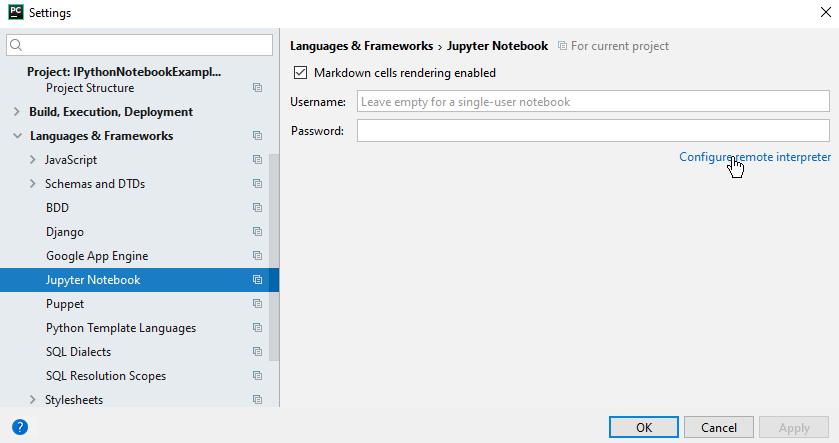 PC Settings
Languages & Frameworks › Jupyter Notebook For current project
Project: IPythonNotebookExampl...
Project Structure
Build, Execution, Deployment
Languages & Frameworks
JavaScript
Schemas and DTDs
BDD
Django
Google App Engine
Jupyter Notebook
Puppet
Python Template Languages
SQL Dialects
SQL Resolution Scopes
Stylesheets
Markdown cells rendering enabled
Username: Leave empty for a single-user notebook
Password:
Configure remote interpreter
? OK Cancel Apply